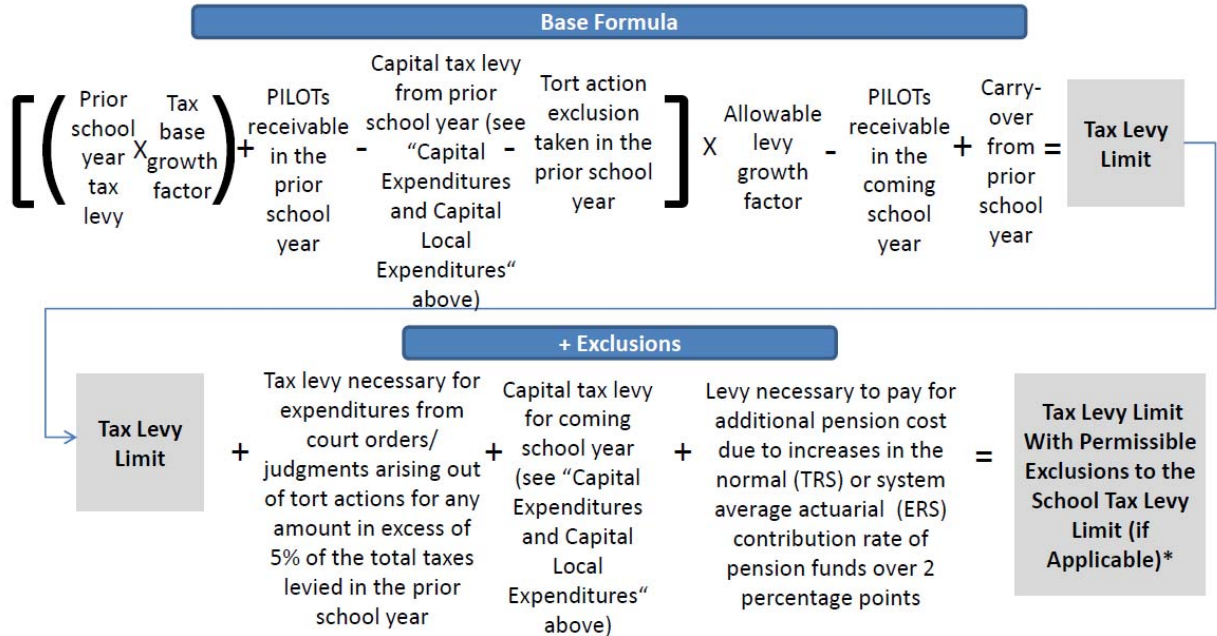 Base Formula
[
(
Prior
school
year
tax
levy
X
Tax
base
growth
factor
)
+
PILOTs
receivable
in the
prior
school
year
-
Capital tax levy
from prior
school year (see
“Capital
Expenditures
and Capital
Local
Expenditures“
above)
-
Tort action
exclusion
taken in the
prior school
year
]
X
Allowable
levy
growth
factor
-
PILOTs
receivable
in the
coming
school
year
+
Carry-
over
from
prior
school
year
=
Tax Levy
Limit
+ Exclusions
Tax Levy
Limit
+
Tax levy necessary for
expenditures from
court orders/
judgments arising out
of tort actions for any
amount in excess of
5% of the total taxes
levied in the prior
school year
+
Capital tax levy
for coming
school year
(see “Capital
Expenditures
and Capital
Local
Expenditures“
above)
+
Levy necessary to pay for
additional pension cost
due to increases in the
normal (TRS) or system
average actuarial (ERS)
contribution rate of
pension funds over 2
percentage points
=
Tax Levy Limit
With Permissible
Exclusions to the
School Tax Levy
Limit (if
Applicable)*